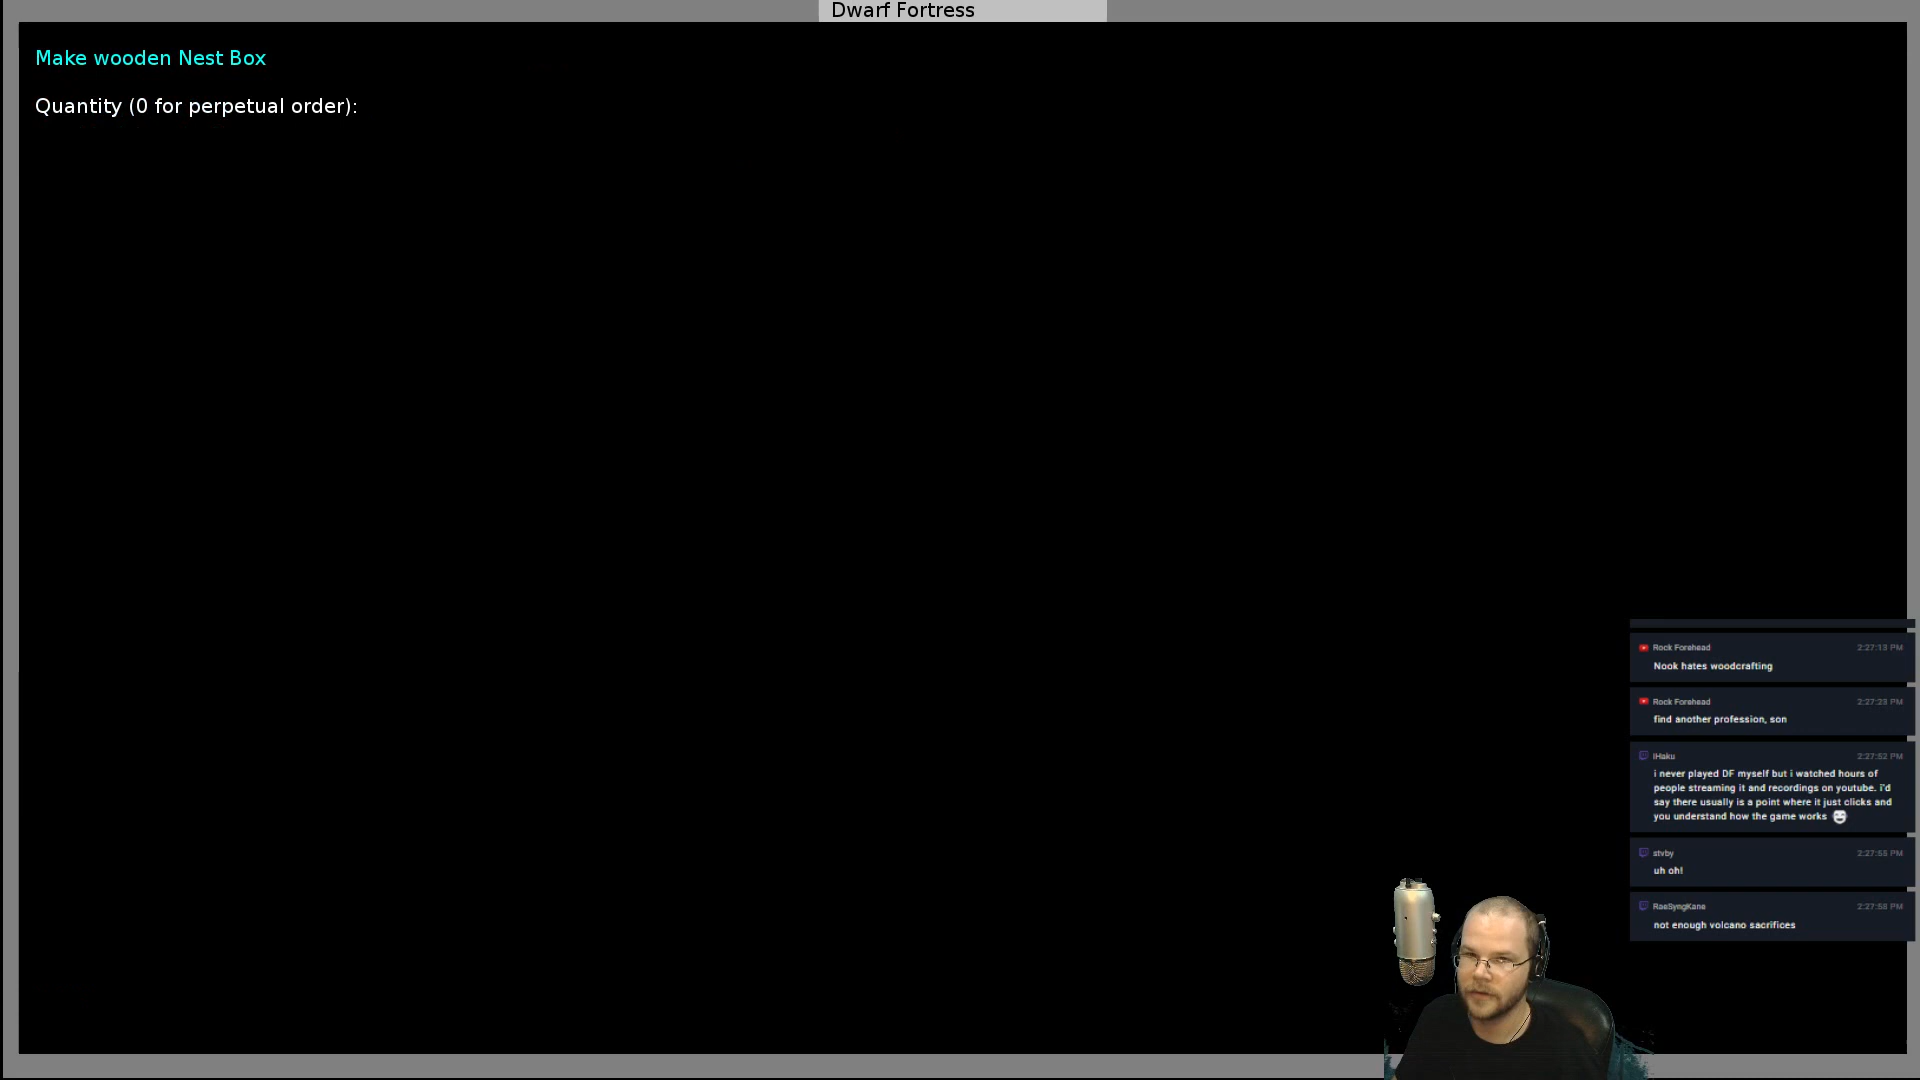 Dwarf Fortress
Make wooden Nest Box
Quantity (0 for perpetual order):
Rock Forehead 2:27:13 PM
Nook hates woodcrafting
Rock Forehead 2:27:23 PM
find another profession, son
iHaku 2:27:52 PM
i never played DF myself but i watched hours of
people streaming it and recordings on youtube. i'd
say there usually is a point where it just clicks and
you understand how the game works
stvby 2:27:55 PM
uh oh!
RaeSyngKane 2:27:58 PM
not enough volcano sacrifices